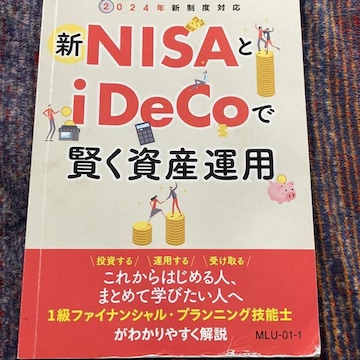 2024年新制度対応
新NISAと
iDeCoで
賢く資産運用
\投資する/ \運用する/ \受け取る/
これからはじめる人、
まとめて学びたい人へ
1級ファイナンシャル・プランニング技能士
がわかりやすく解説
MLU-01-1